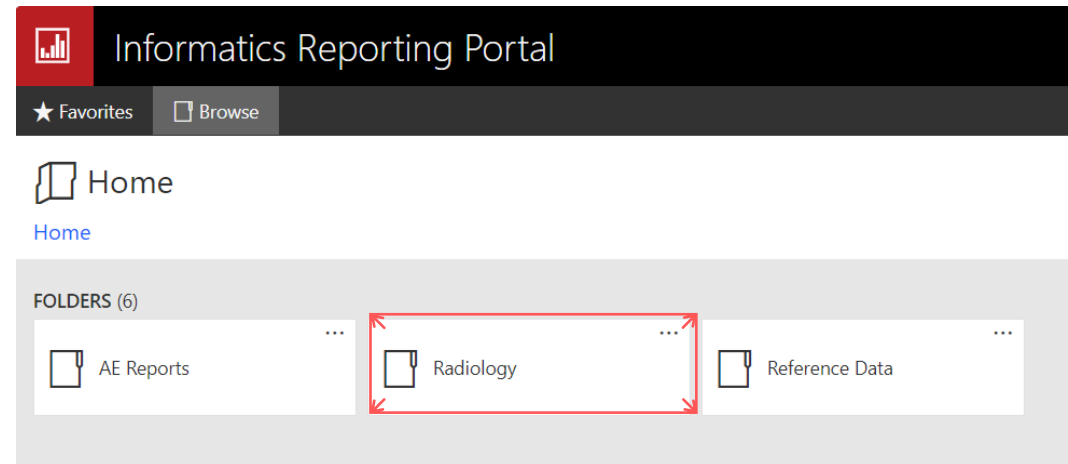 Informatics Reporting Portal
Favorites Browse
Home
Home
FOLDERS (6)
AE Reports Radiology Reference Data